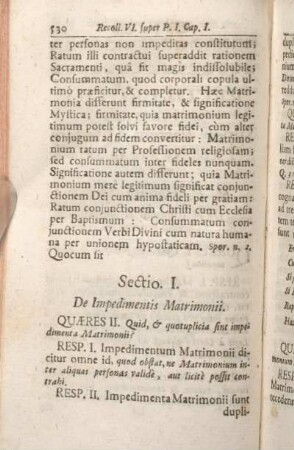 530 Recoll. VI. super P. I. Cap. I.
ter personas non impeditas constitutum;
Ratum illi contractui superaddit rationem
Sacramenti, quâ fit magis indissolubile;
Consummatum, quod corporali copula ul-
timò præficitur, & completur. Hæc Matri-
monia differunt firmitate, & significatione
Mystica; firmitate, quia matrimonium legi-
timum potest solvi favore fidei, cùm alter
conjugum ad fidem convertitur: Matrimoni-
um ratum per Professionem religiosam;
sed consummatum inter fideles nunquam.
Significatione autem differunt; quia Matri-
monium merè legitimum significat conjun-
ctionem Dei cum anima fideli per gratiam:
Ratum conjunctionem Christi cum Ecclesia
per Baptismum: Consummatum con-
junctionem Verbi Divini cum natura huma-
na per unionem hypostaticam.
Quocum sit
Sectio. I.
De Impedimentis Matrimonii.
QUÆRES II. Quid, & quotuplicia sint impe-
dimenta Matrimonii?
RESP. I. Impedimentum Matrimonii di-
citur omne id, quod obstat, ne Matrimonium in-
ter aliquas personas validè, aut licitè possit con-
trahi.
RESP. II. Impedimenta Matrimonii sunt
dupli-